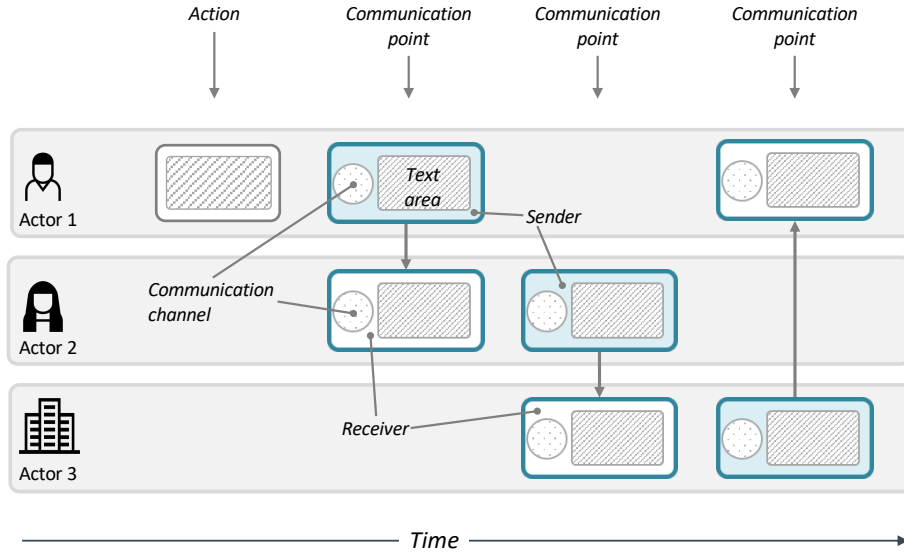 Action
Communication
point
Communication
point
Communication
point
Actor 1
Text
area
Sender
Communication
channel
Actor 2
Receiver
Actor 3
Time